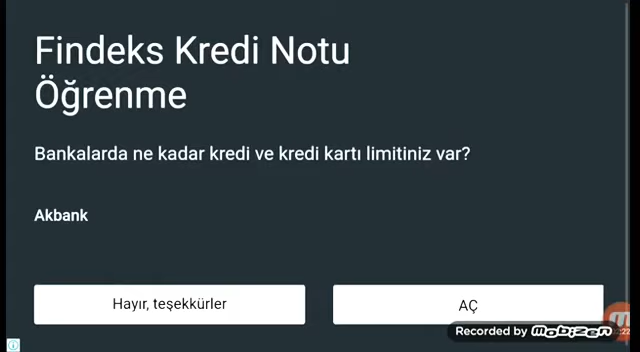 Findeks Kredi Notu
Öğrenme
Bankalarda ne kadar kredi ve kredi kartı limitiniz var?
Akbank
Hayır, teşekkürler
AÇ
Recorded by mobizen
:22